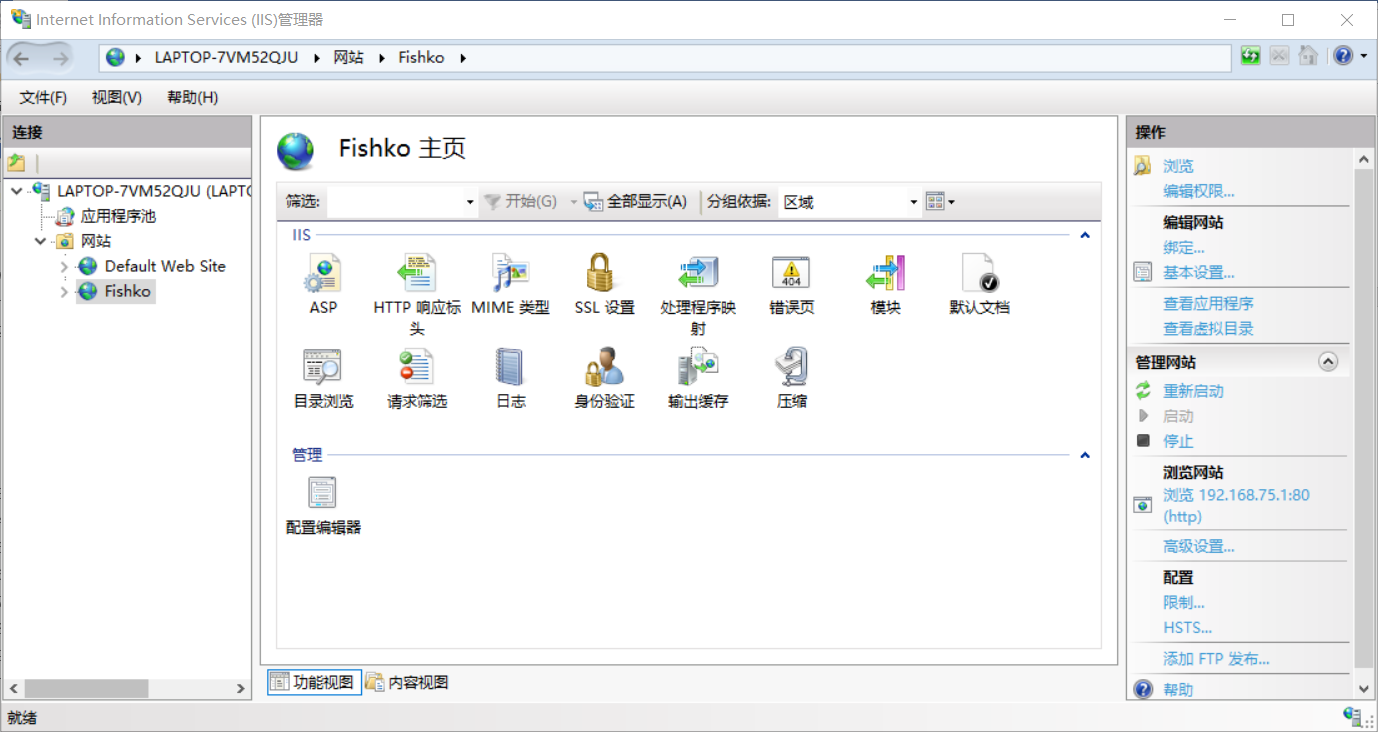 Internet Information Services (IIS)管理器
LAPTOP-7VM52QJU 网站 Fishko
文件(F) 视图(V) 帮助(H)
连接
LAPTOP-7VM52QJU (LAPTO
应用程序池
网站
Default Web Site
Fishko
Fishko 主页
筛选: 开始(G) 全部显示(A) 分组依据: 区域
IIS
ASP HTTP 响应标 MIME 类型 SSL 设置 处理程序映 错误页 模块 默认文档
头 射
404
目录浏览 请求筛选 日志 身份验证 输出缓存 压缩
管理
配置编辑器
功能视图 内容视图
操作
浏览
编辑权限...
编辑网站
绑定...
基本设置...
查看应用程序
查看虚拟目录
管理网站
重新启动
启动
停止
浏览网站
浏览 192.168.75.1:80
(http)
高级设置...
配置
限制...
HSTS...
添加 FTP 发布...
帮助
就绪